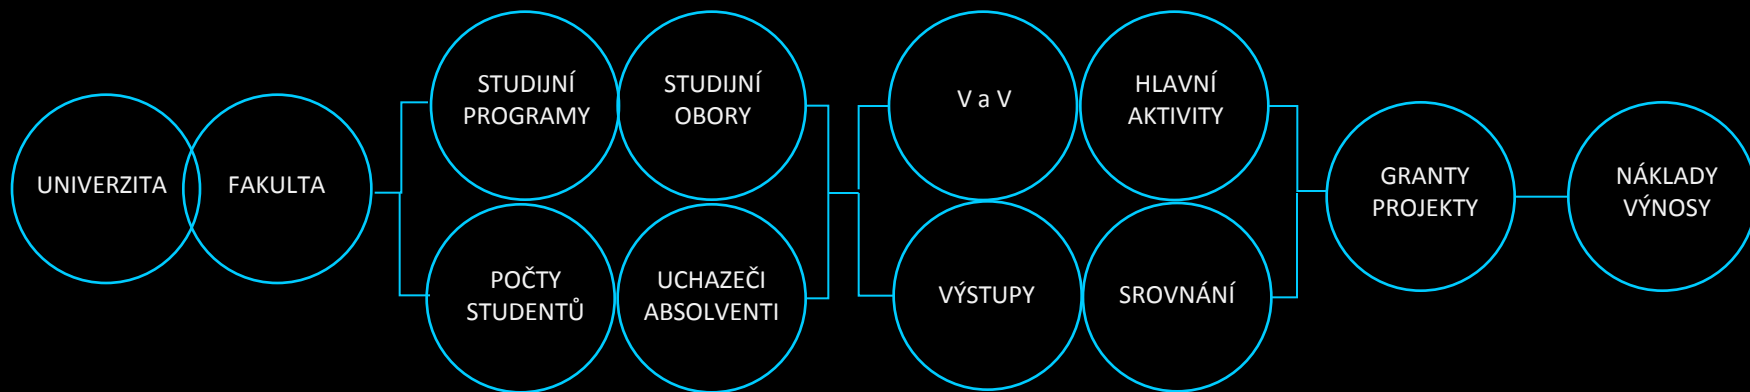 UNIVERZITA
FAKULTA
STUDIJNÍ
PROGRAMY
STUDIJNÍ
OBORY
POČTY
STUDENTŮ
UCHAZEČI
ABSOLVENTI
V a V
HLAVNÍ
AKTIVITY
VÝSTUPY
SROVNÁNÍ
GRANTY
PROJEKTY
NÁKLADY
VÝNOSY